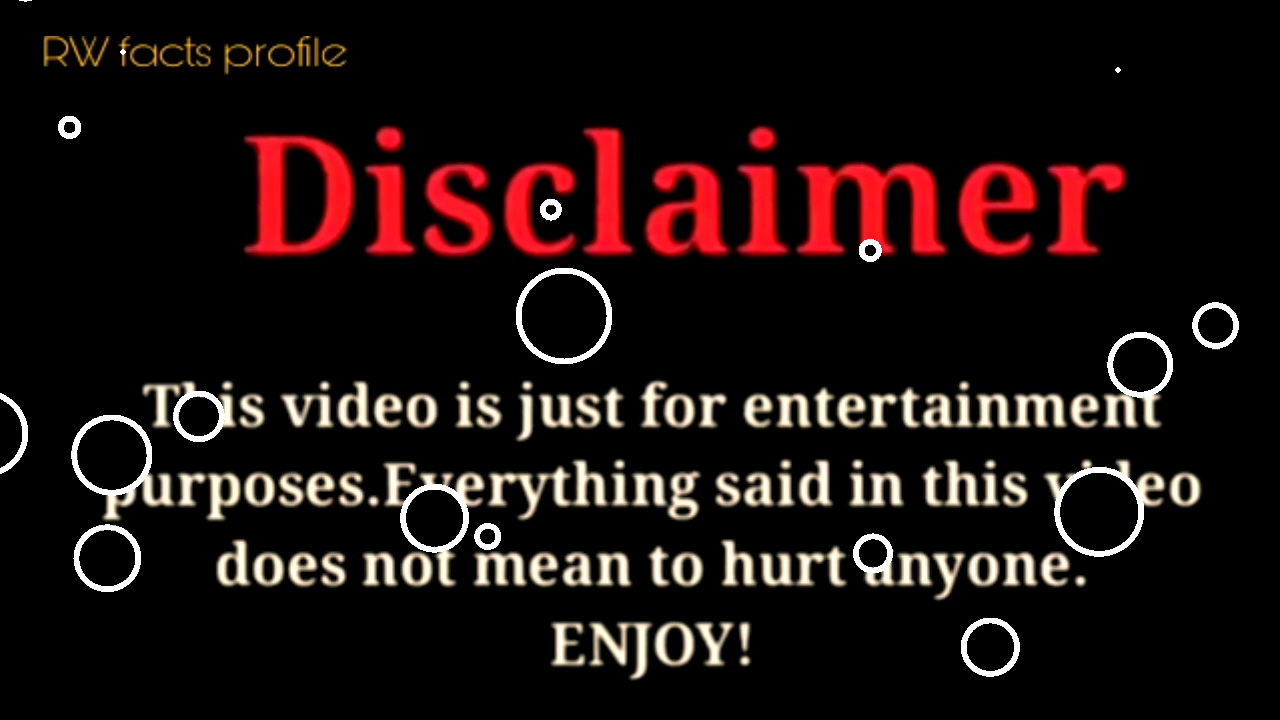 RW facts profile
Disclaimer
This video is just for entertainment
purposes.Everything said in this video
does not mean to hurt anyone.
ENJOY!